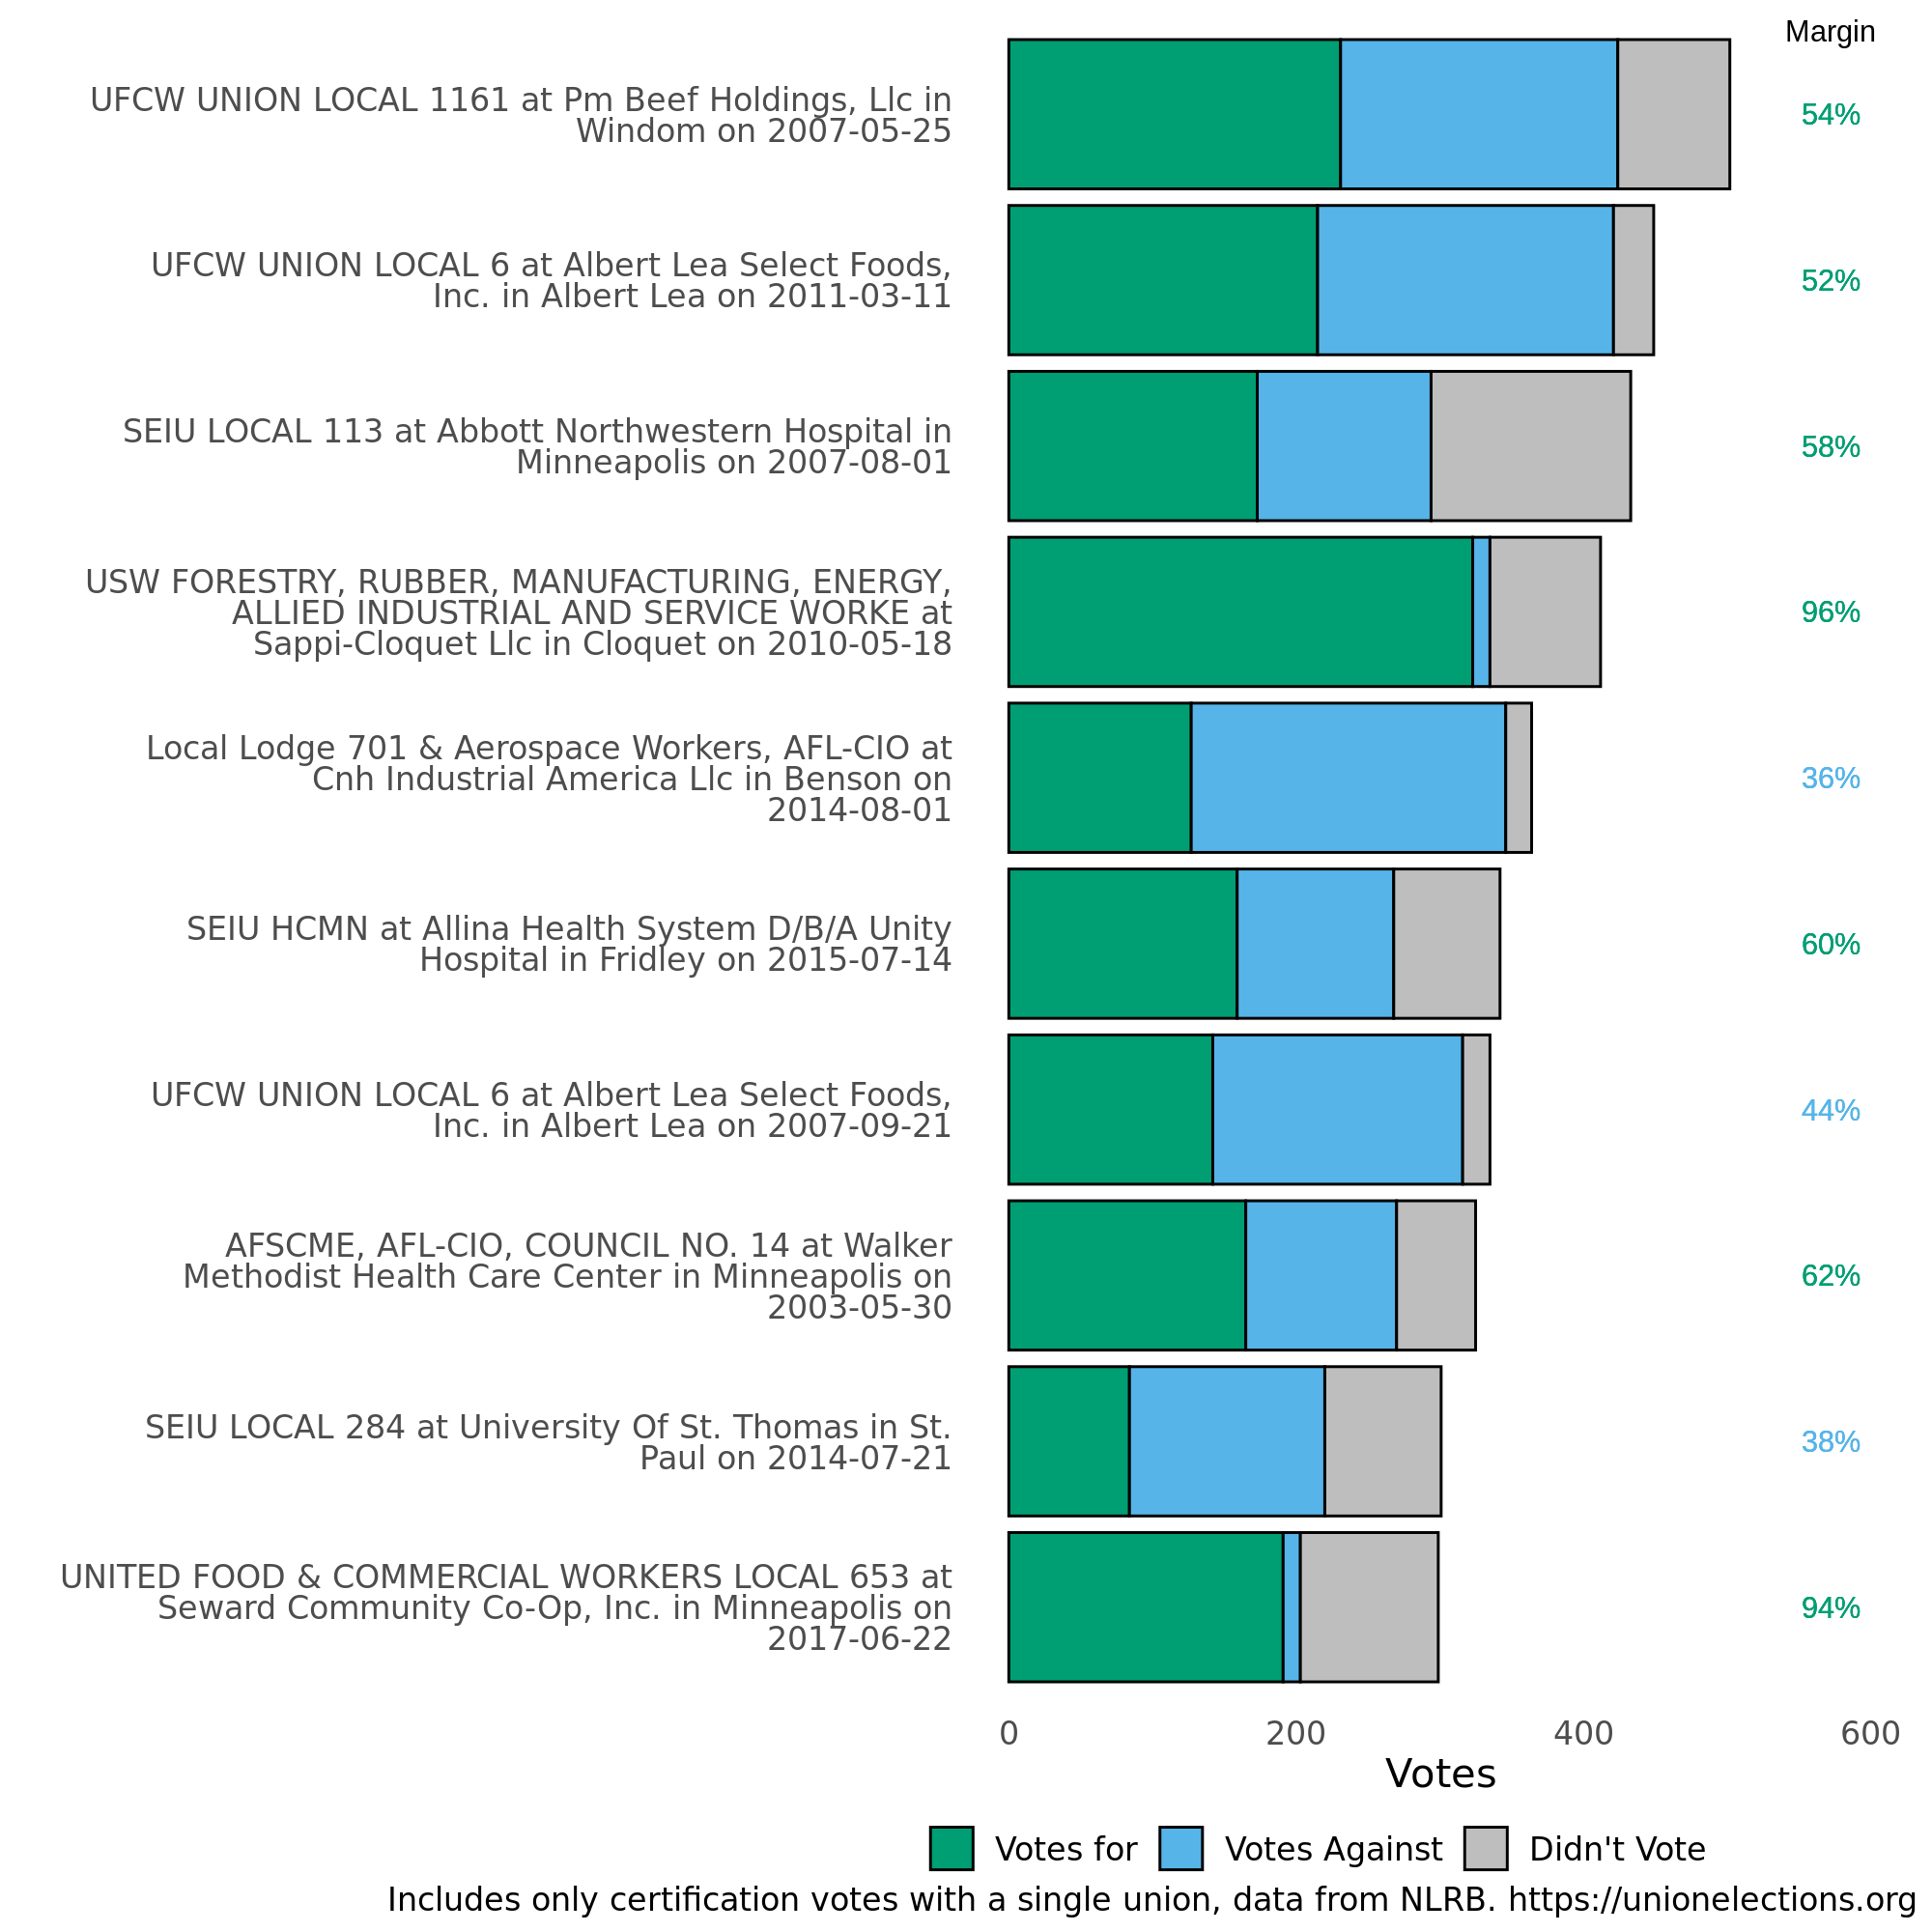 Margin
UFCW UNION LOCAL 1161 at Pm Beef Holdings, Llc in
Windom on 2007-05-25
54%
UFCW UNION LOCAL 6 at Albert Lea Select Foods,
Inc. in Albert Lea on 2011-03-11
52%
SEIU LOCAL 113 at Abbott Northwestern Hospital in
Minneapolis on 2007-08-01
58%
USW FORESTRY, RUBBER, MANUFACTURING, ENERGY,
ALLIED INDUSTRIAL AND SERVICE WORKE at
Sappi-Cloquet Llc in Cloquet on 2010-05-18
96%
Local Lodge 701 & Aerospace Workers, AFL-CIO at
Cnh Industrial America Llc in Benson on
2014-08-01
36%
SEIU HCMN at Allina Health System D/B/A Unity
Hospital in Fridley on 2015-07-14
60%
UFCW UNION LOCAL 6 at Albert Lea Select Foods,
Inc. in Albert Lea on 2007-09-21
44%
AFSCME, AFL-CIO, COUNCIL NO. 14 at Walker
Methodist Health Care Center in Minneapolis on
2003-05-30
62%
SEIU LOCAL 284 at University Of St. Thomas in St.
Paul on 2014-07-21
38%
UNITED FOOD & COMMERCIAL WORKERS LOCAL 653 at
Seward Community Co-Op, Inc. in Minneapolis on
2017-06-22
94%
0 200 400 600
Votes
Votes for Votes Against Didn't Vote
Includes only certification votes with a single union, data from NLRB. https://unionelections.org